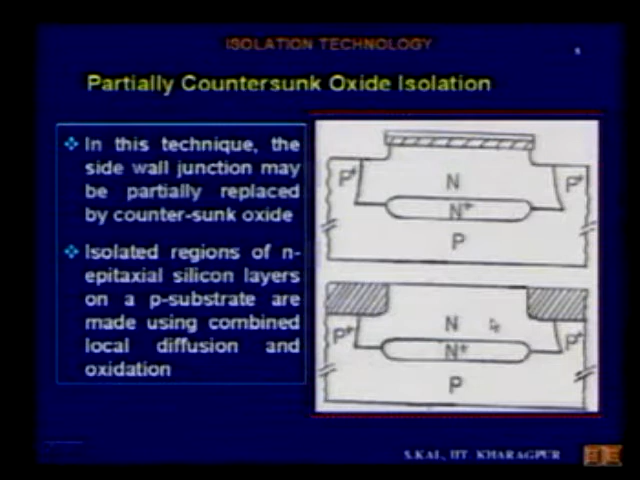 ISOLATION TECHNOLOGY
Partially Countersunk Oxide Isolation
❖ In this technique, the
side wall junction may
be partially replaced
by counter-sunk oxide
❖ Isolated regions of n-
epitaxial silicon layers
on a p-substrate are
made using combined
local diffusion and
oxidation
P+ N P+
N+
P
P+ N P+
N+
P
S.KAL, IIT KHARAGPUR